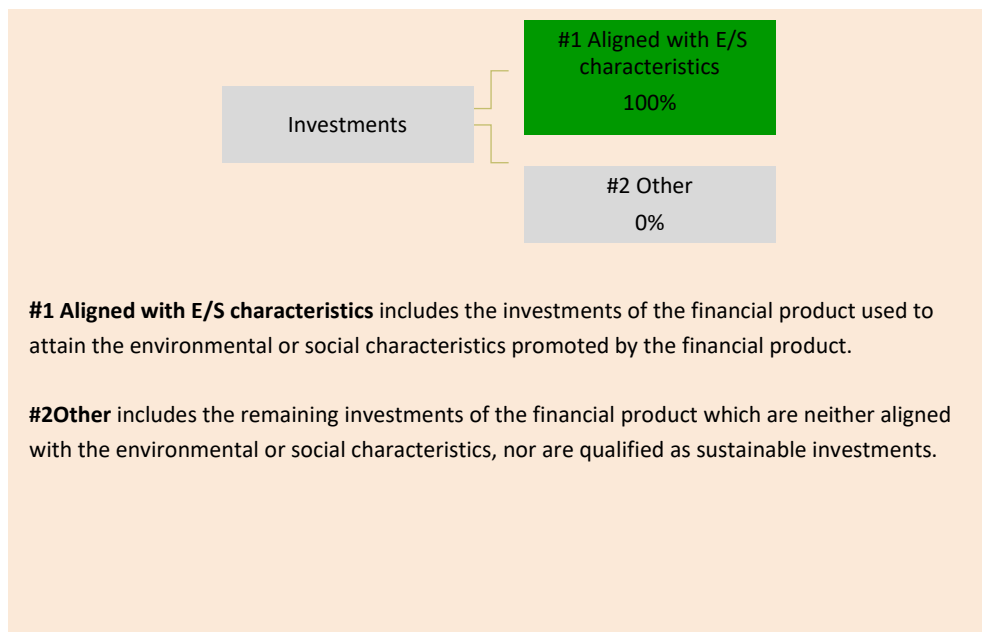 #1 Aligned with E/S
characteristics
100%
Investments
#2 Other
0%
#1 Aligned with E/S characteristics includes the investments of the financial product used to
attain the environmental or social characteristics promoted by the financial product.
#2Other includes the remaining investments of the financial product which are neither aligned
with the environmental or social characteristics, nor are qualified as sustainable investments.